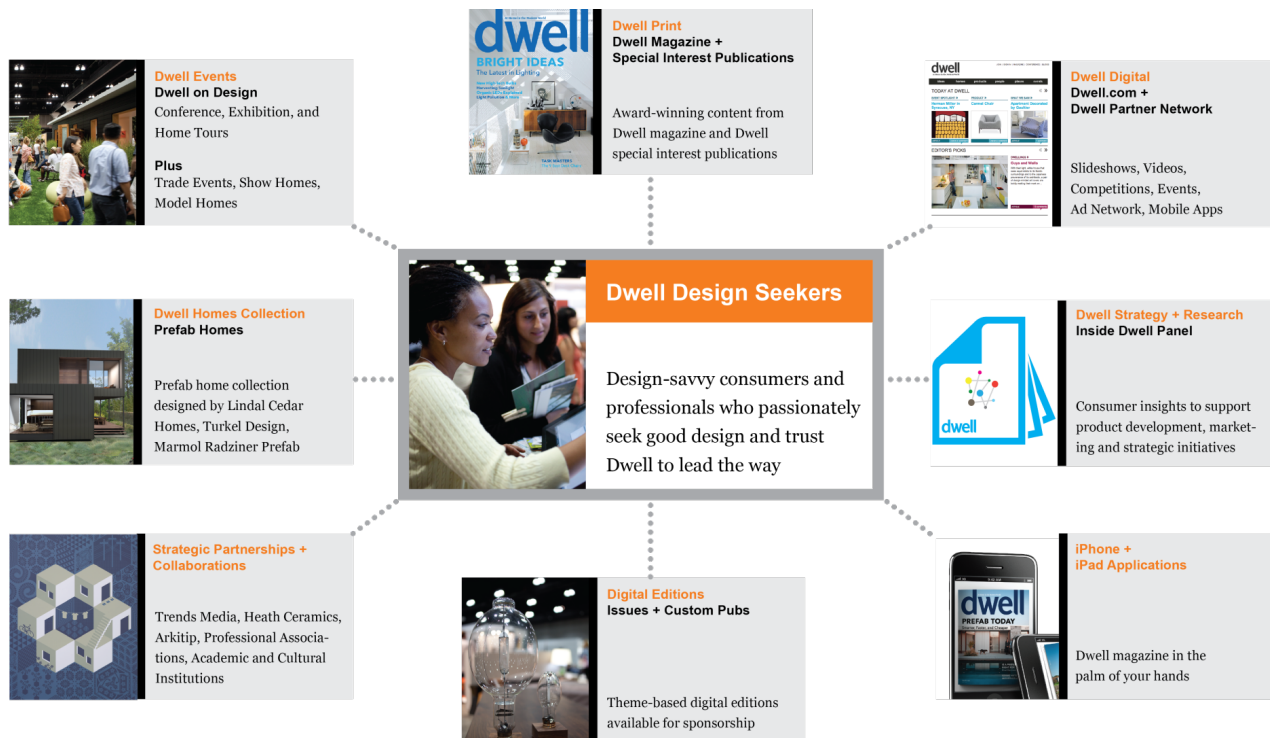 Dwell Events
Dwell on Design
Conference, Exhibition, and
Home Tours
Plus
Trade Events, Show Homes,
Model Homes
dwell
BRIGHT IDEAS
The Latest in Lighting
Dwell Print
Dwell Magazine +
Special Interest Publications
Award-winning content from
Dwell magazine and Dwell
special interest publications
dwell
TODAY AT DWELL
EDITOR'S PICKS
Dwell Digital
Dwell.com +
Dwell Partner Network
Slideshows, Videos,
Competitions, Events,
Ad Network, Mobile Apps
Dwell Homes Collection
Prefab Homes
Prefab home collection
designed by Lindal Cedar
Homes, Turkel Design,
Marmol Radziner Prefab
Dwell Design Seekers
Design-savvy consumers and
professionals who passionately
seek good design and trust
Dwell to lead the way
dwell
Dwell Strategy + Research
Inside Dwell Panel
Consumer insights to support
product development, market-
ing and strategic initiatives
Strategic Partnerships +
Collaborations
Trends Media, Heath Ceramics,
Arkitip, Professional Associa-
tions, Academic and Cultural
Institutions
Digital Editions
Issues + Custom Pubs
Theme-based digital editions
available for sponsorship
dwell
PREFAB TODAY
iPhone +
iPad Applications
Dwell magazine in the
palm of your hands